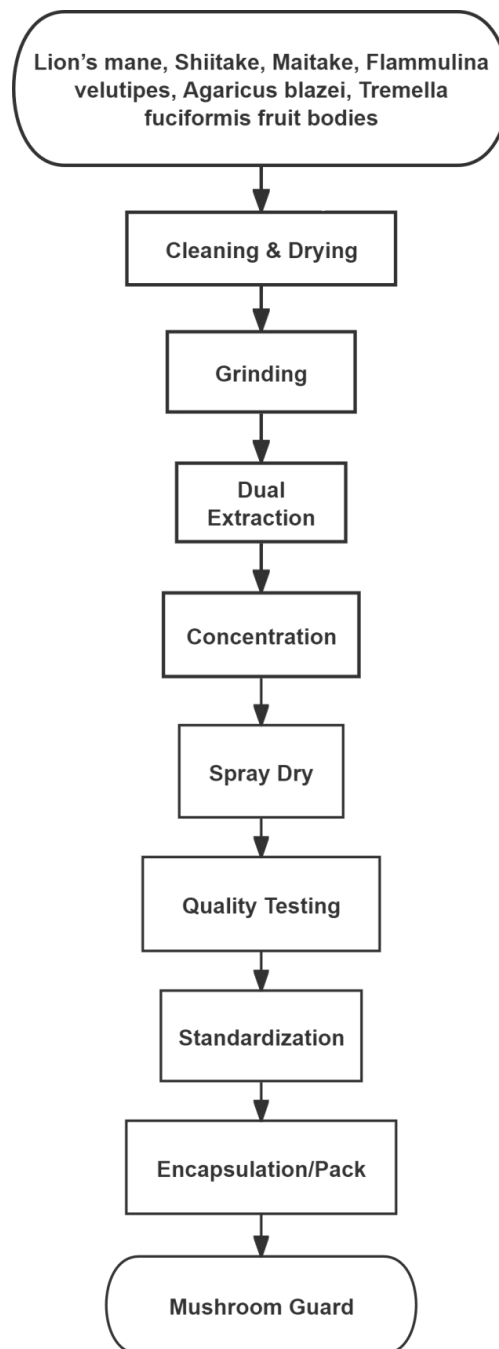 Lion’s mane, Shiitake, Maitake, Flammulina
velutipes, Agaricus blazei, Tremella
fuciformis fruit bodies
Cleaning & Drying
Grinding
Dual
Extraction
Concentration
Spray Dry
Quality Testing
Standardization
Encapsulation/Pack
Mushroom Guard